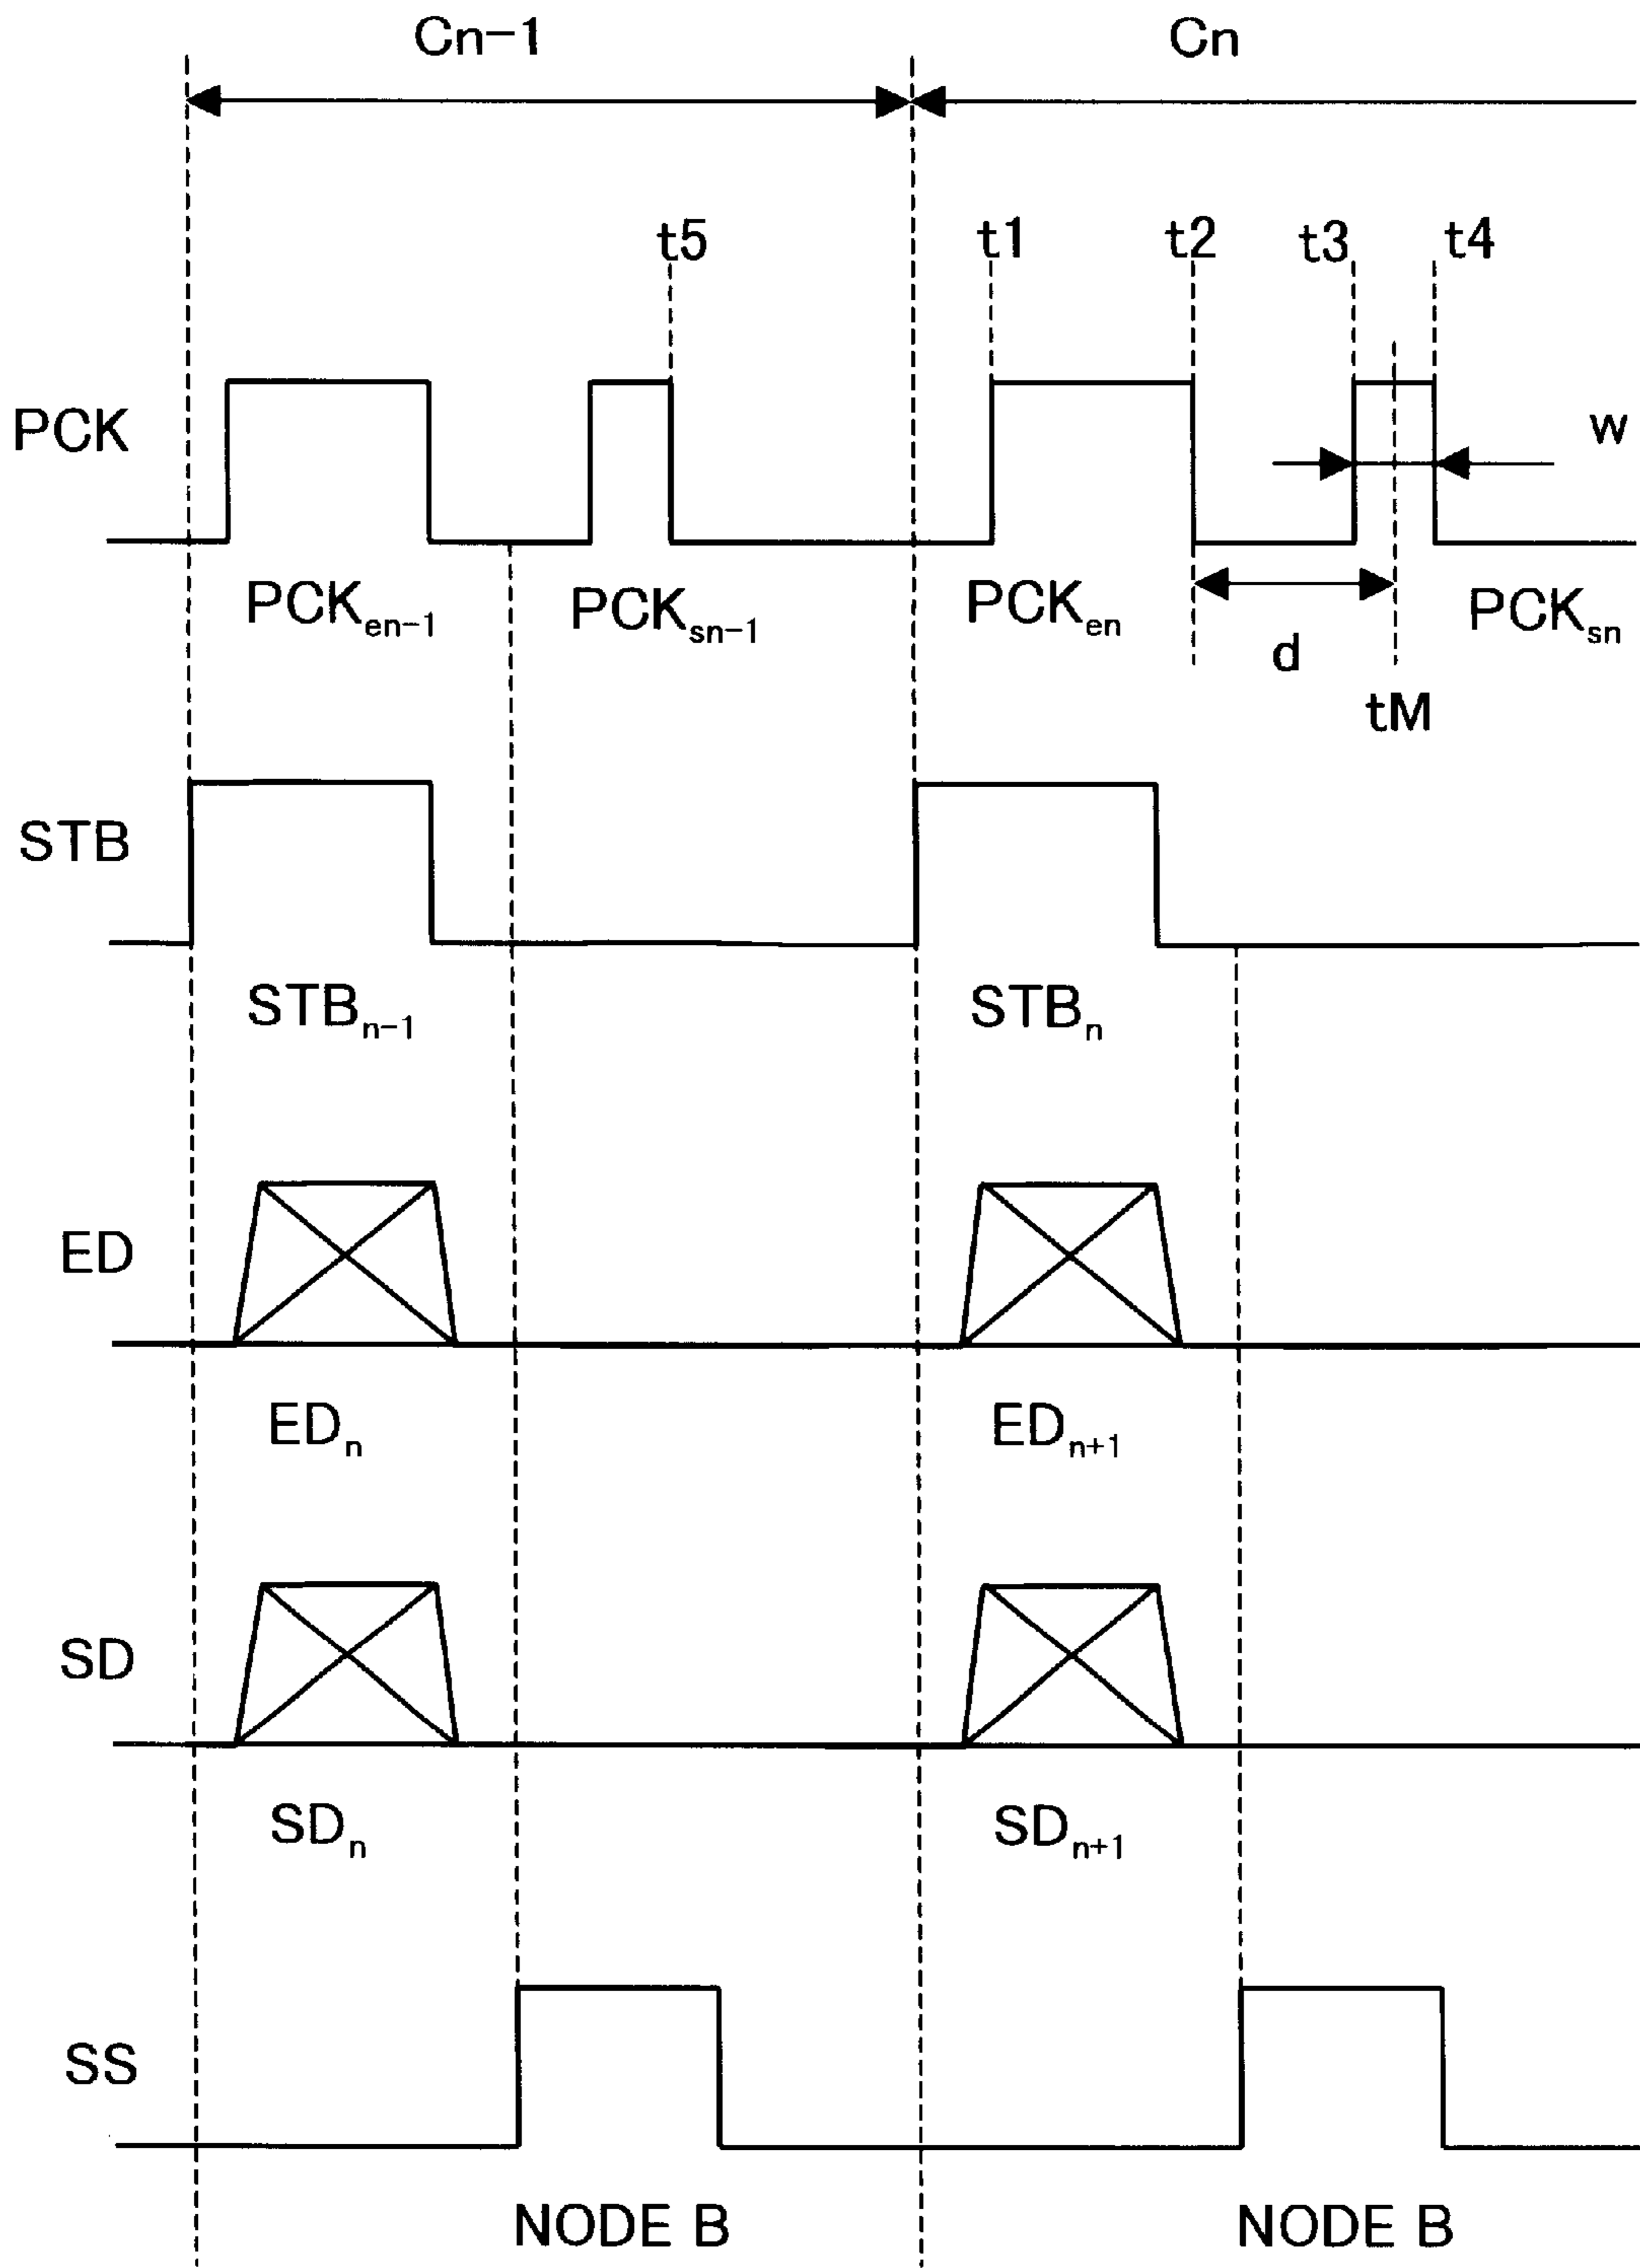 Cn-1 Cn
t5 t1 t2 t3 t4
PCK w
PCKen-1 PCKsn-1 PCKen d PCKsn
tM
STB
STBn-1 STBn
ED
EDn EDn+1
SD
SDn SDn+1
SS
NODE B NODE B